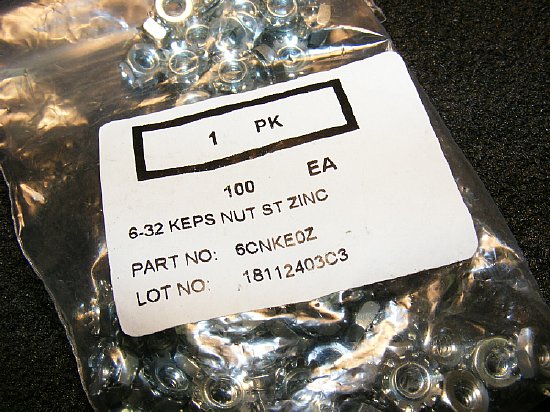 1 PK
100 EA
6-32 KEPS NUT ST ZINC
PART NO: 6CNKE0Z
LOT NO: 18112403C3